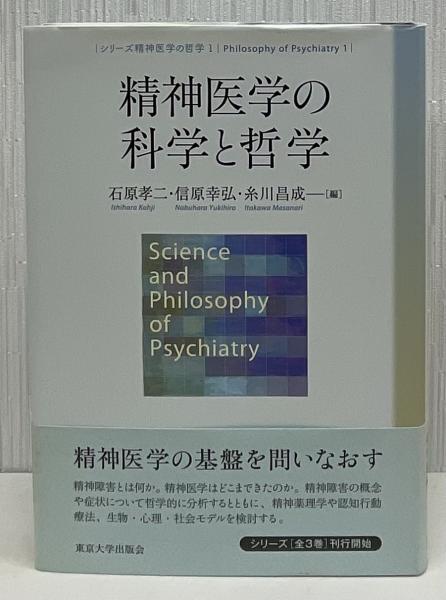 |シリーズ精神医学の哲学1| Philosophy of Psychiatry 1|
精神医学の
科学と哲学
石原孝二・信原幸弘・糸川昌成―[編]
Ishihara Kohji Nobuhara Yukihiro Itokawa Masanari
Science
and
Philosophy
of
Psychiatry
精神医学の基盤を問いなおす
精神障害とは何か。精神医学はどこまできたのか。精神障害の概念
や症状について哲学的に分析するとともに、精神薬理学や認知行動
療法、生物・心理・社会モデルを検討する。
東京大学出版会
シリーズ[全3巻]刊行開始